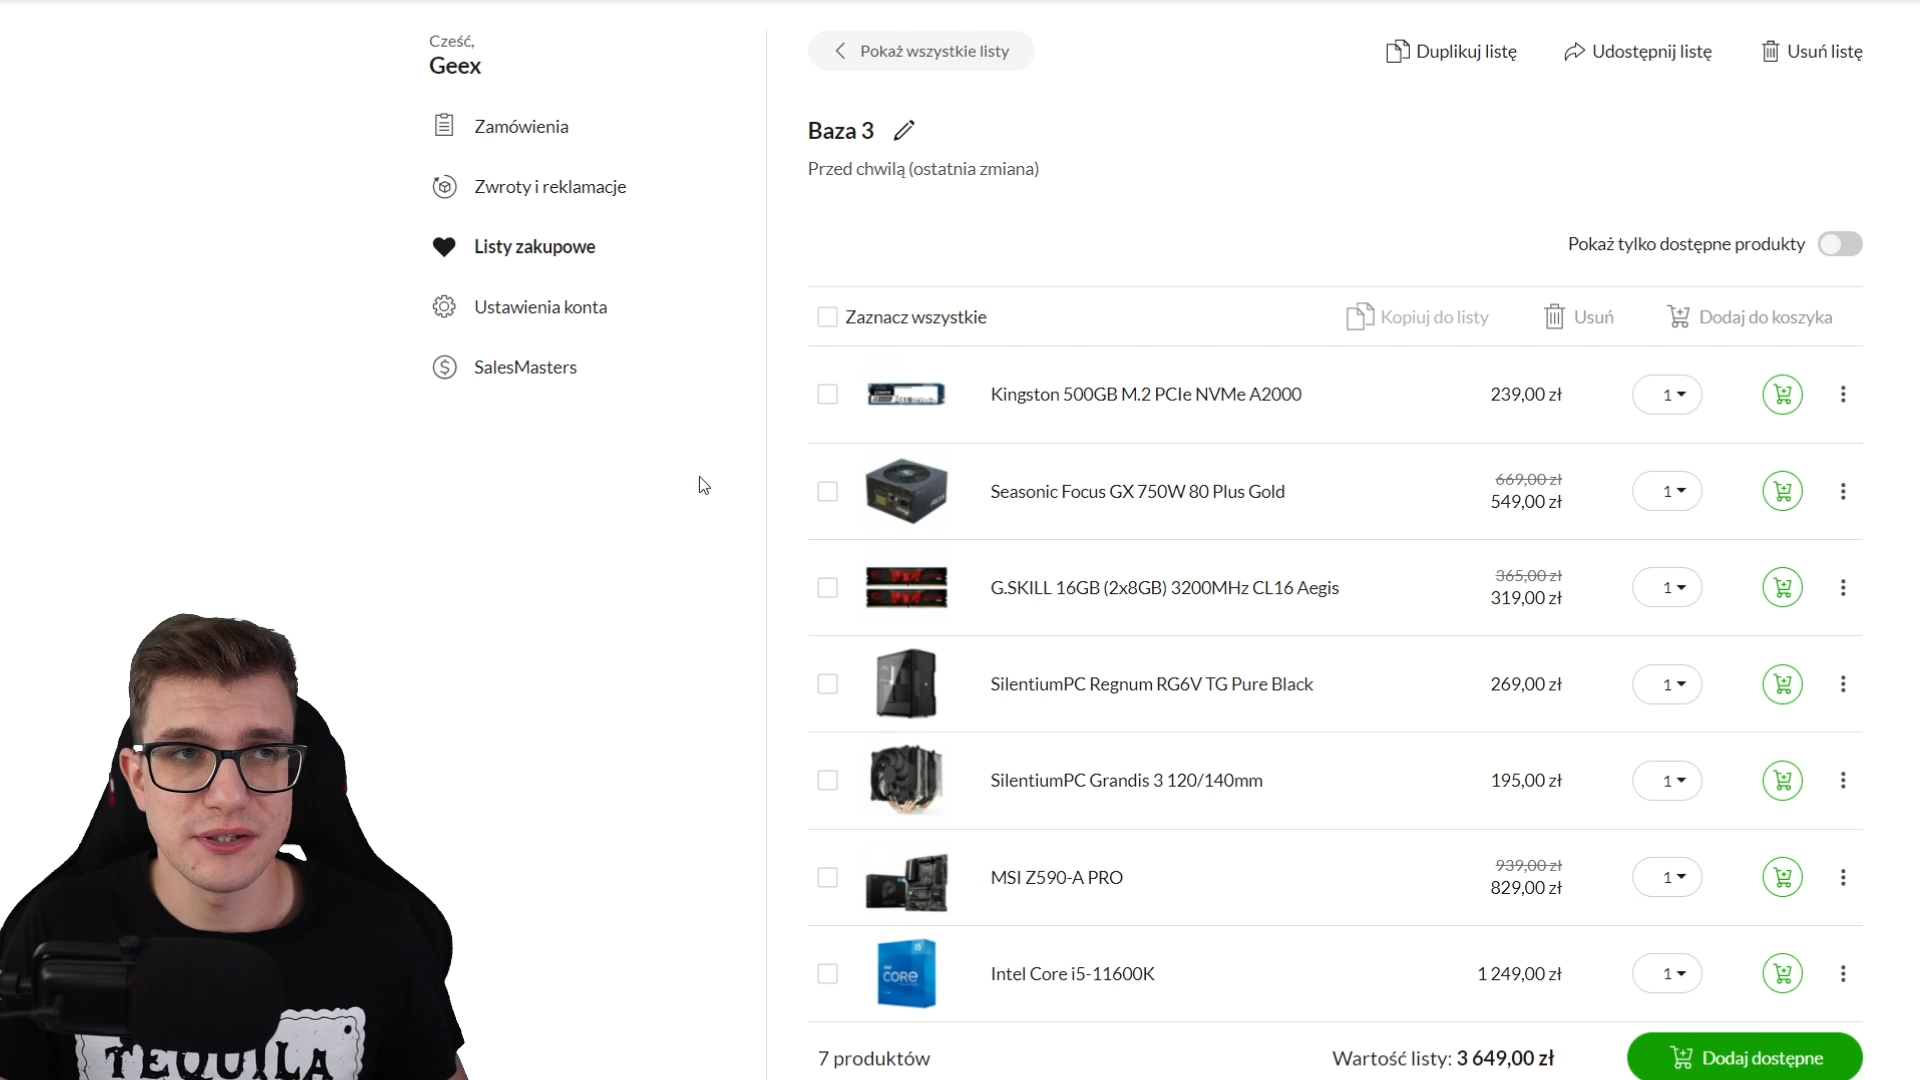 Cześć,
Geex
Zamówienia
Zwroty i reklamacje
Listy zakupowe
Ustawienia konta
SalesMasters
Pokaż wszystkie listy
Duplikuj listę
Udostępnij listę
Usuń listę
Baza 3
Przed chwilą (ostatnia zmiana)
Pokaż tylko dostępne produkty
Zaznacz wszystkie
Kopiuj do listy
Usuń
Dodaj do koszyka
Kingston 500GB M.2 PCIe NVMe A2000
239,00 zł
1
Seasonic Focus GX 750W 80 Plus Gold
669,00 zł
549,00 zł
1
G.SKILL 16GB (2x8GB) 3200MHz CL16 Aegis
365,00 zł
319,00 zł
1
SilentiumPC Regnum RG6V TG Pure Black
269,00 zł
1
SilentiumPC Grandis 3 120/140mm
195,00 zł
1
MSI Z590-A PRO
939,00 zł
829,00 zł
1
i5
CORE
Intel Core i5-11600K
1 249,00 zł
1
7 produktów
Wartość listy: 3 649,00 zł
Dodaj dostępne
TEQUILA